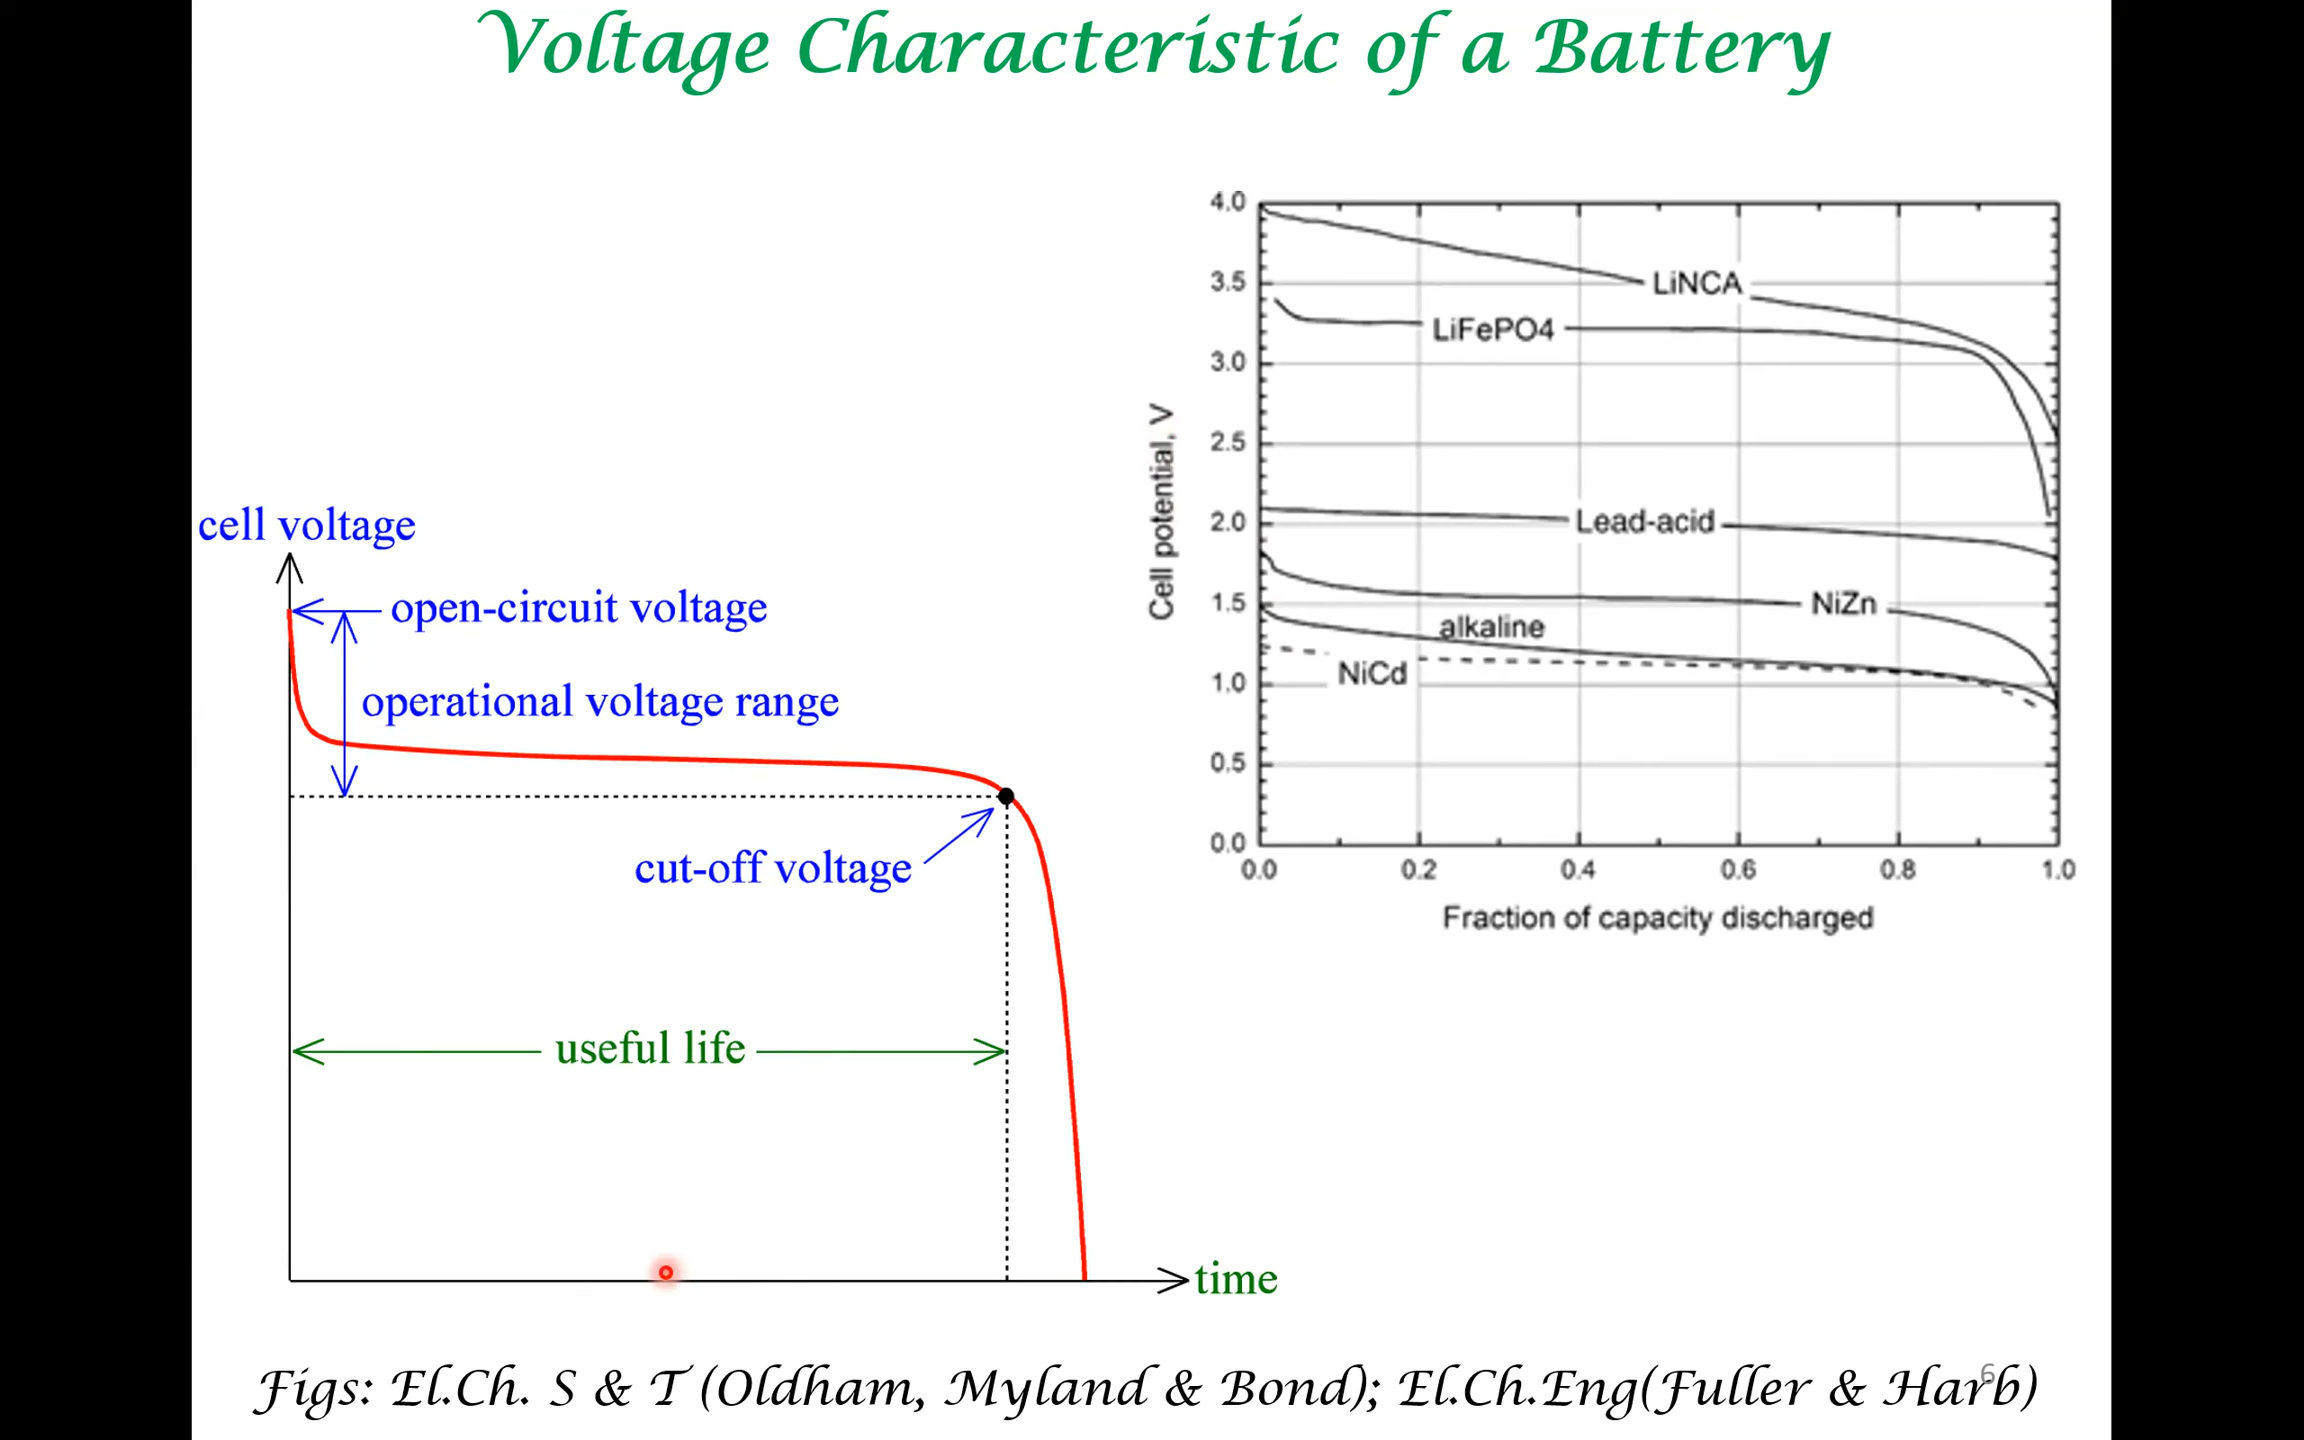 Voltage Characteristic of a Battery
cell voltage
open-circuit voltage
operational voltage range
cut-off voltage
useful life
time
Cell potential, V
4.0
3.5
3.0
2.5
2.0
1.5
1.0
0.5
0.0
LiNCA
LiFePO4
Lead-acid
NiZn
alkaline
NiCd
0.0 0.2 0.4 0.6 0.8 1.0
Fraction of capacity discharged
Figs: El.Ch. S & T (Oldham, Myland & Bond); El.Ch.Eng(Fuller & Harb)
6